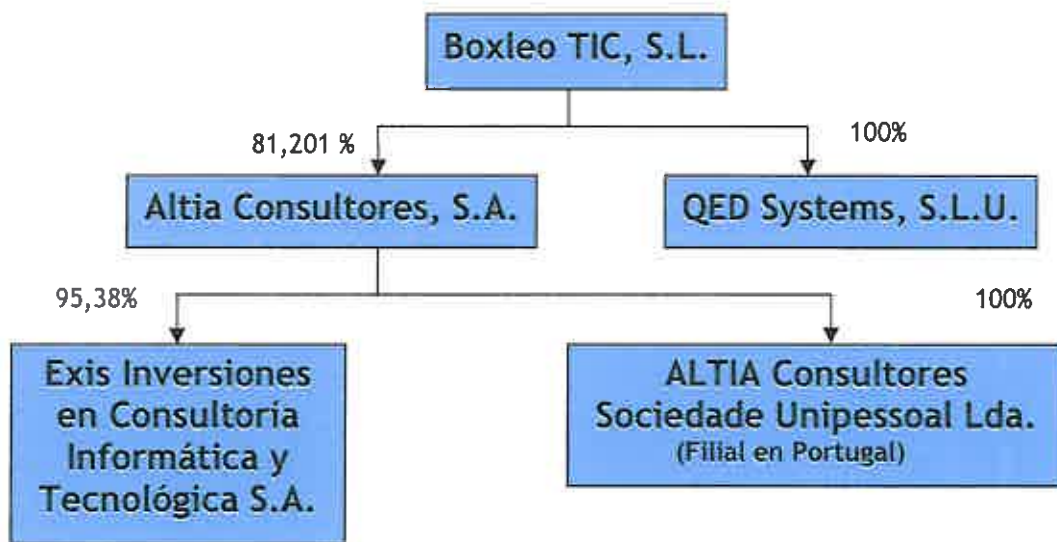 Boxleo TIC, S.L.
81,201 %
100%
Altia Consultores, S.A.
QED Systems, S.L.U.
95,38%
100%
Exis Inversiones
en Consultoría
Informática y
Tecnológica S.A.
ALTIA Consultores
Sociedade Unipessoal Lda.
(Filial en Portugal)